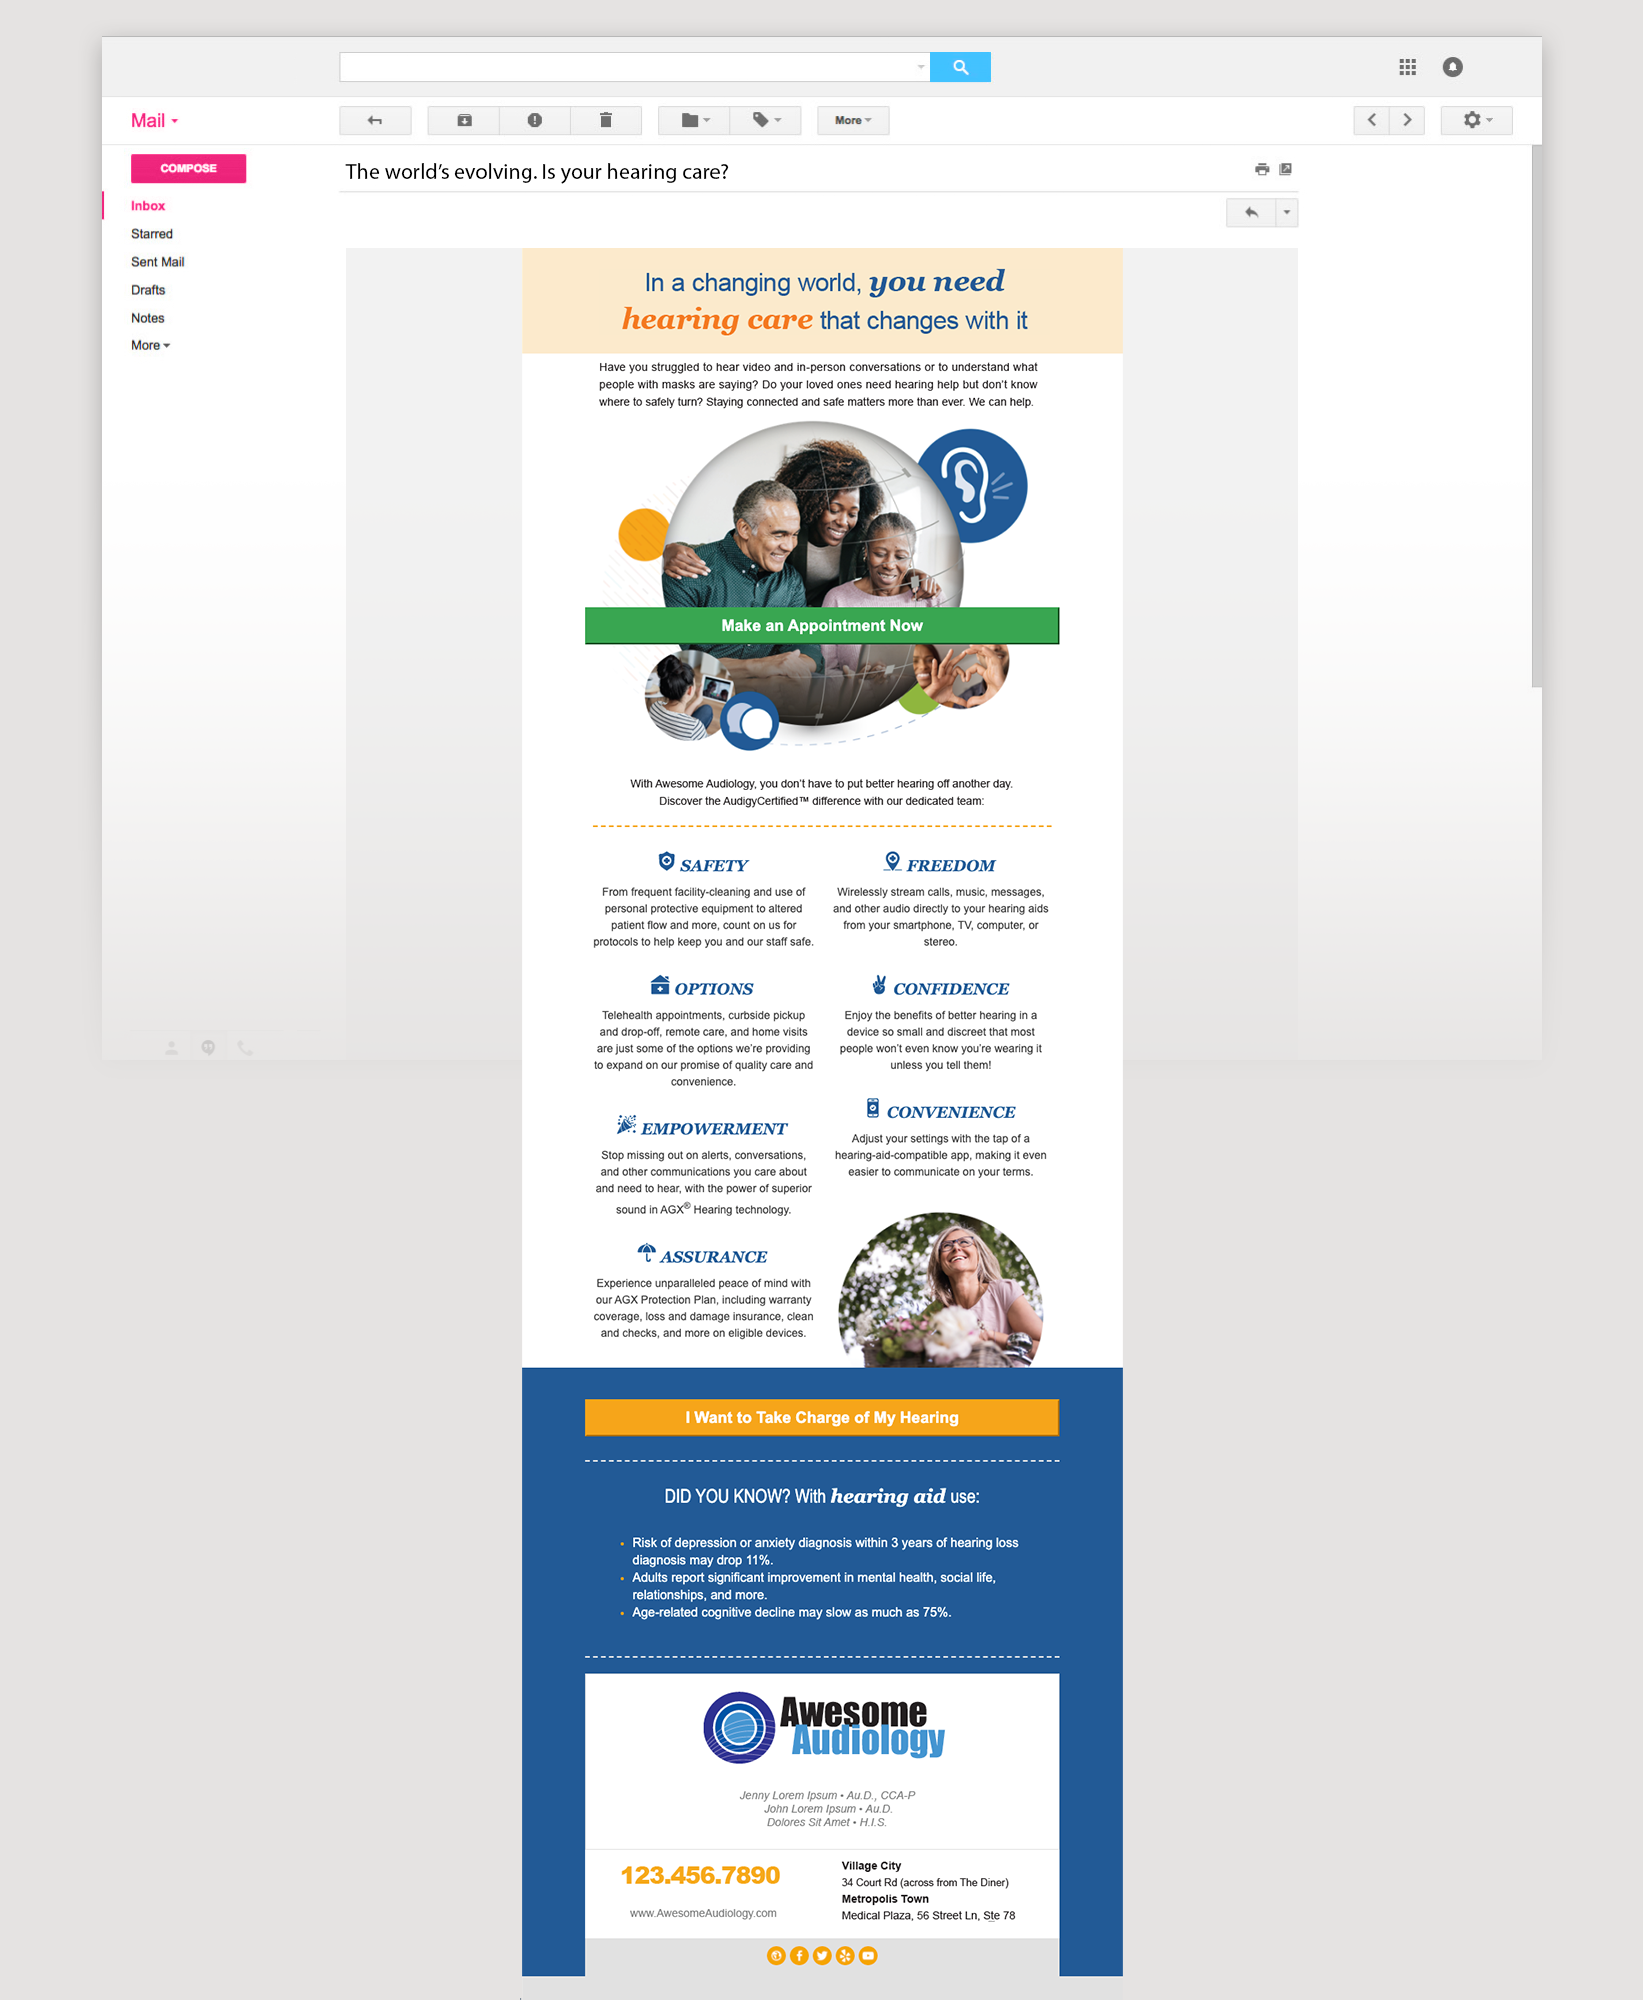 Mail
More
The world's evolving. Is your hearing care?
COMPOSE
Inbox
Starred
Sent Mail
Drafts
Notes
More
In a changing world, you need
hearing care that changes with it
Have you struggled to hear video and in-person conversations or to understand what
people with masks are saying? Do your loved ones need hearing help but don't know
where to safely turn? Staying connected and safe matters more than ever. We can help.
Make an Appointment Now
With Awesome Audiology, you don't have to put better hearing off another day.
Discover the AudigyCertified™ difference with our dedicated team:
SAFETY
From frequent facility-cleaning and use of
personal protective equipment to altered
patient flow and more, count on us for
protocols to help keep you and our staff safe.
OPTIONS
Telehealth appointments, curbside pickup
and drop-off, remote care, and home visits
are just some of the options we're providing
to expand on our promise of quality care and
convenience.
EMPOWERMENT
Stop missing out on alerts, conversations,
and other communications you care about
and need to hear, with the power of superior
sound in AGX® Hearing technology.
ASSURANCE
Experience unparalleled peace of mind with
our AGX Protection Plan, including warranty
coverage, loss and damage insurance, clean
and checks, and more on eligible devices.
FREEDOM
Wirelessly stream calls, music, messages,
and other audio directly to your hearing aids
from your smartphone, TV, computer, or
stereo.
CONFIDENCE
Enjoy the benefits of better hearing in a
device so small and discreet that most
people won't even know you're wearing it
unless you tell them!
CONVENIENCE
Adjust your settings with the tap of a
hearing-aid-compatible app, making it even
easier to communicate on your terms.
I Want to Take Charge of My Hearing
DID YOU KNOW? With hearing aid use:
• Risk of depression or anxiety diagnosis within 3 years of hearing loss
diagnosis may drop 11%.
• Adults report significant improvement in mental health, social life,
relationships, and more.
• Age-related cognitive decline may slow as much as 75%.
Awesome
Audiology
Jenny Lorem Ipsum • Au.D., CCA-P
John Lorem Ipsum • Au.D.
Dolores Sit Amet • H.I.S.
123.456.7890
www.AwesomeAudiology.com
Village City
34 Court Rd (across from The Diner)
Metropolis Town
Medical Plaza, 56 Street Ln, Ste 78